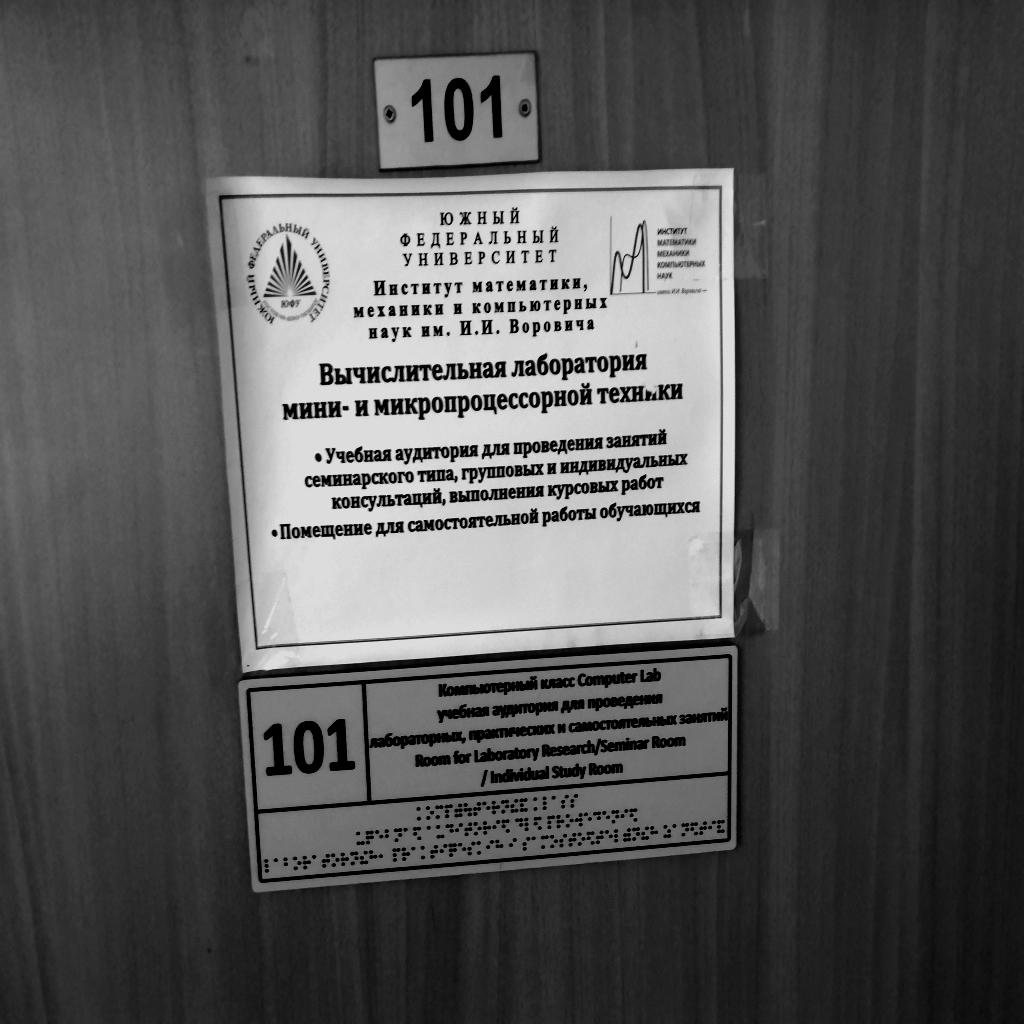 101
ЮЖНЫЙ
ФЕДЕРАЛЬНЫЙ
УНИВЕРСИТЕТ
Институт математики,
механики и компьютерных
наук им. И.И. Воровича
ЮЖНЫЙ ФЕДЕРАЛЬНЫЙ УНИВЕРСИТЕТ
ЮФУ
ИНСТИТУТ
МАТЕМАТИКИ
МЕХАНИКИ
КОМПЬЮТЕРНЫХ
НАУК
имени И.И. Воровича
Вычислительная лаборатория
мини- и микропроцессорной техники
• Учебная аудитория для проведения занятий
семинарского типа, групповых и индивидуальных
консультаций, выполнения курсовых работ
• Помещение для самостоятельной работы обучающихся
101
Компьютерный класс Computer Lab
учебная аудитория для проведения
лабораторных, практических и самостоятельных занятий
Room for Laboratory Research/Seminar Room
/ Individual Study Room